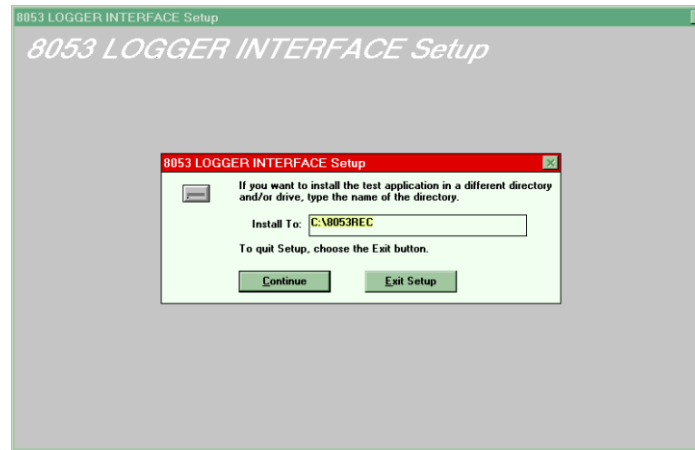 8053 LOGGER INTERFACE Setup
8053 LOGGER INTERFACE Setup
8053 LOGGER INTERFACE Setup
If you want to install the test application in a different directory
and/or drive, type the name of the directory.
Install To: C:\8053REC
To quit Setup, choose the Exit button.
Continue Exit Setup